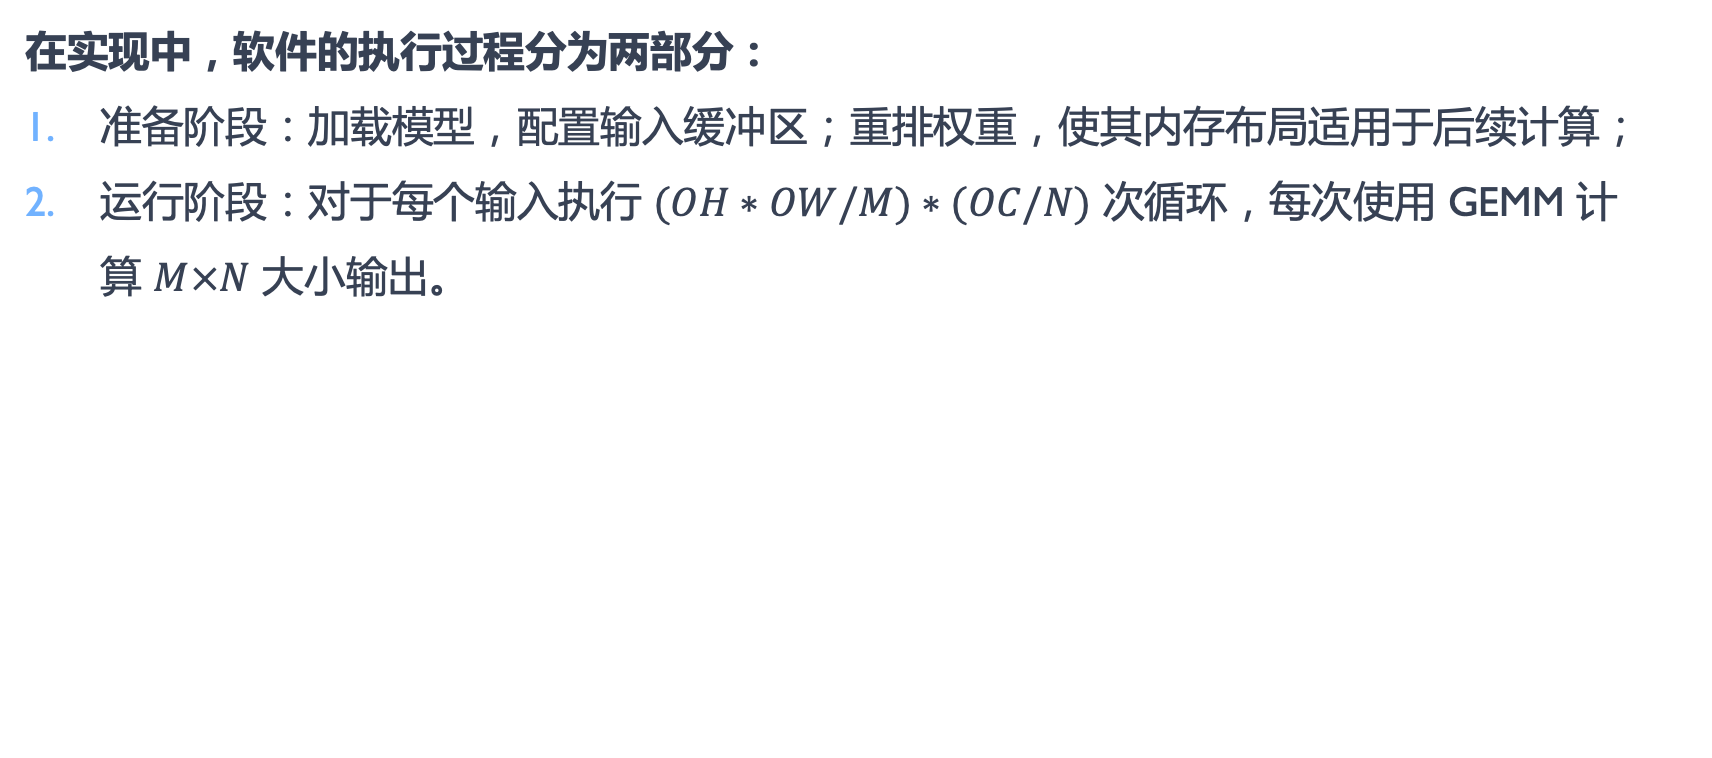 在实现中，软件的执行过程分为两部分：
1. 准备阶段：加载模型，配置输入缓冲区；重排权重，使其内存布局适用于后续计算；
2. 运行阶段：对于每个输入执行 (OH * OW/M) * (OC/N) 次循环，每次使用 GEMM 计
算 M×N 大小输出。